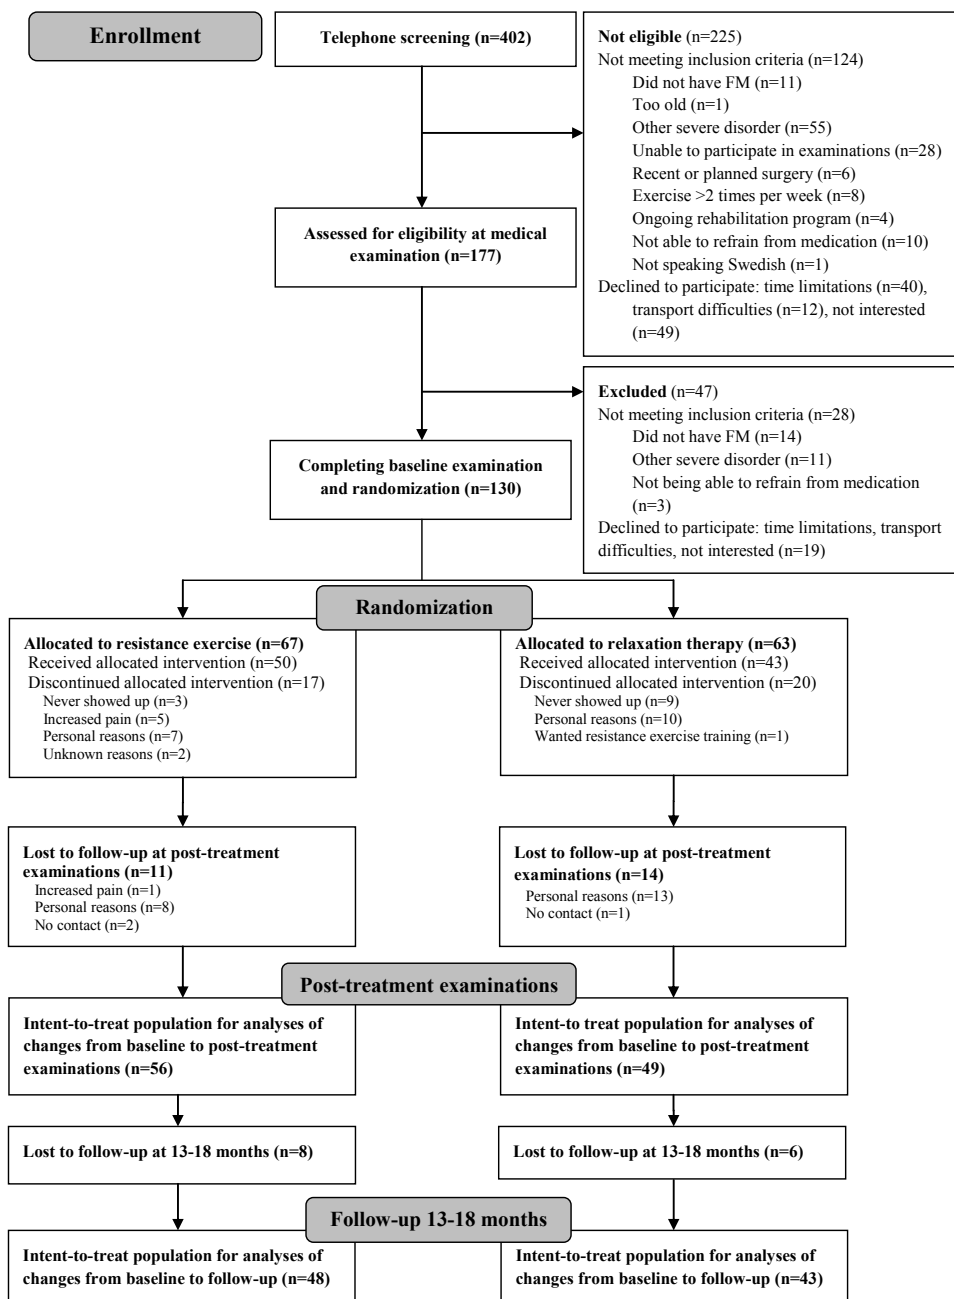 Enrollment
Telephone screening (n=402)
Not eligible (n=225)
Not meeting inclusion criteria (n=124)
Did not have FM (n=11)
Too old (n=1)
Other severe disorder (n=55)
Unable to participate in examinations (n=28)
Recent or planned surgery (n=6)
Exercise >2 times per week (n=8)
Ongoing rehabilitation program (n=4)
Not able to refrain from medication (n=10)
Not speaking Swedish (n=1)
Declined to participate: time limitations (n=40),
transport difficulties (n=12), not interested
(n=49)
Assessed for eligibility at medical
examination (n=177)
Excluded (n=47)
Not meeting inclusion criteria (n=28)
Did not have FM (n=14)
Other severe disorder (n=11)
Not being able to refrain from medication
(n=3)
Declined to participate: time limitations, transport
difficulties, not interested (n=19)
Completing baseline examination
and randomization (n=130)
Randomization
Allocated to resistance exercise (n=67)
Received allocated intervention (n=50)
Discontinued allocated intervention (n=17)
Never showed up (n=3)
Increased pain (n=5)
Personal reasons (n=7)
Unknown reasons (n=2)
Allocated to relaxation therapy (n=63)
Received allocated intervention (n=43)
Discontinued allocated intervention (n=20)
Never showed up (n=9)
Personal reasons (n=10)
Wanted resistance exercise training (n=1)
Lost to follow-up at post-treatment
examinations (n=11)
Increased pain (n=1)
Personal reasons (n=8)
No contact (n=2)
Lost to follow-up at post-treatment
examinations (n=14)
Personal reasons (n=13)
No contact (n=1)
Post-treatment examinations
Intent-to-treat population for analyses of
changes from baseline to post-treatment
examinations (n=56)
Intent-to treat population for analyses of
changes from baseline to post-treatment
examinations (n=49)
Lost to follow-up at 13-18 months (n=8)
Lost to follow-up at 13-18 months (n=6)
Follow-up 13-18 months
Intent-to-treat population for analyses of
changes from baseline to follow-up (n=48)
Intent-to-treat population for analyses of
changes from baseline to follow-up (n=43)